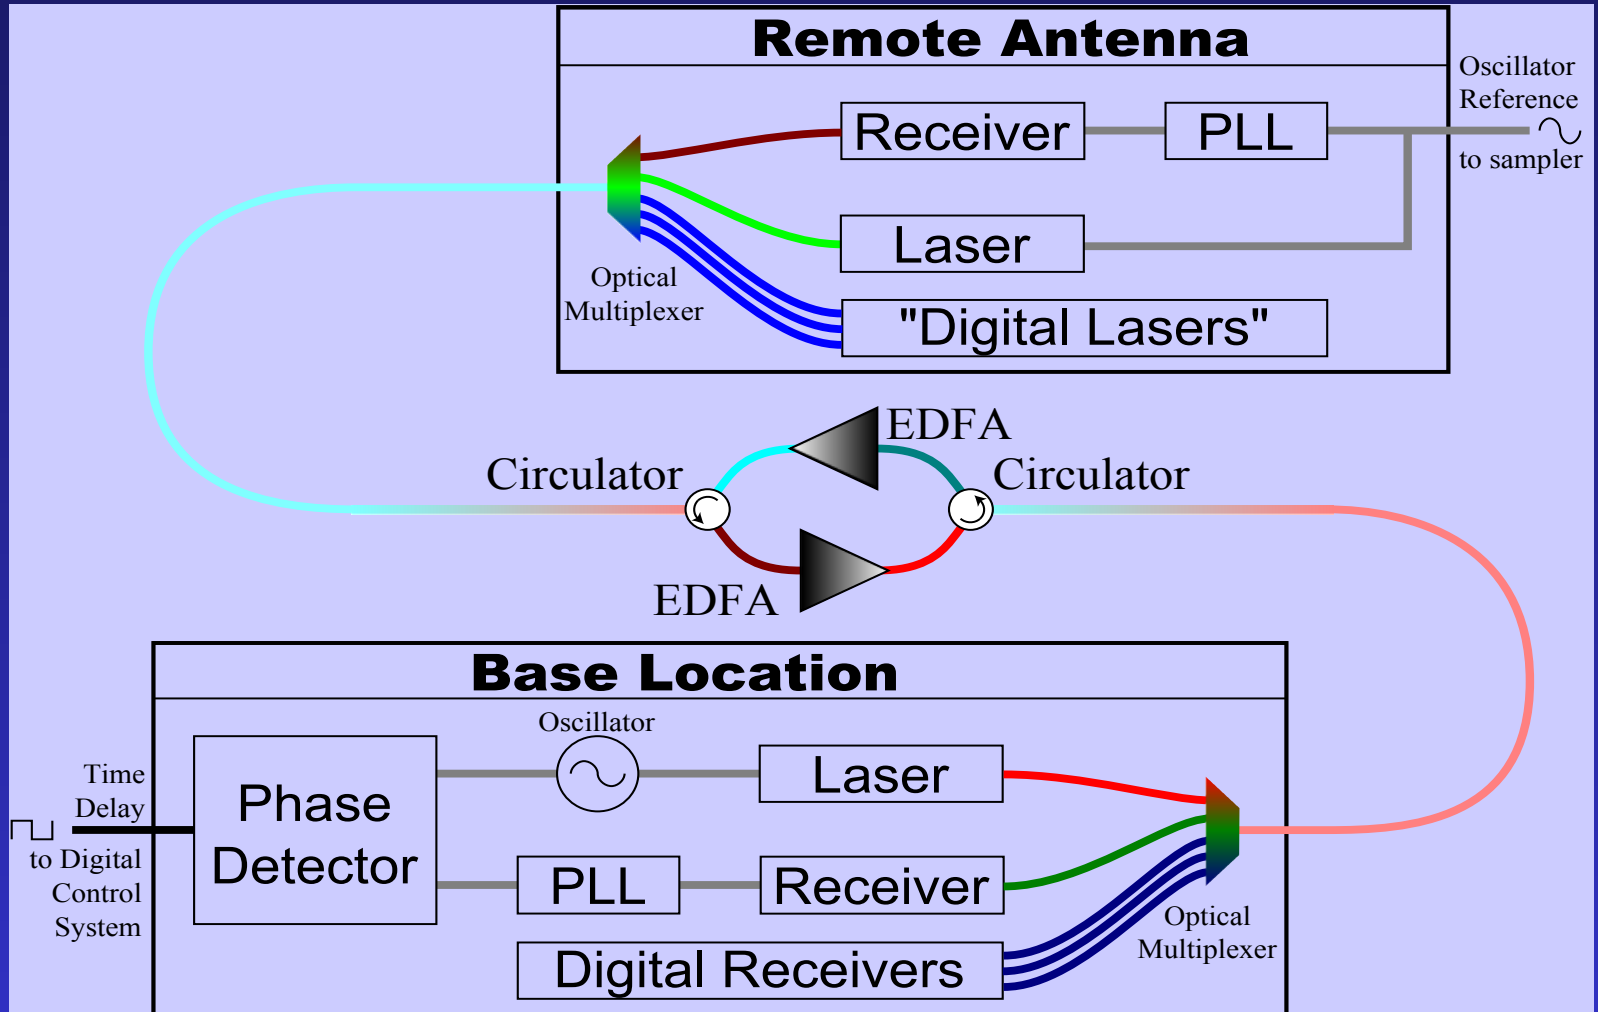 Remote Antenna
Oscillator
Reference
to sampler
Receiver
PLL
Laser
"Digital Lasers"
Optical
Multiplexer
EDFA
Circulator
Circulator
EDFA
Base Location
Oscillator
Time
Delay
to Digital
Control
System
Phase
Detector
Laser
PLL
Receiver
Optical
Multiplexer
Digital Receivers